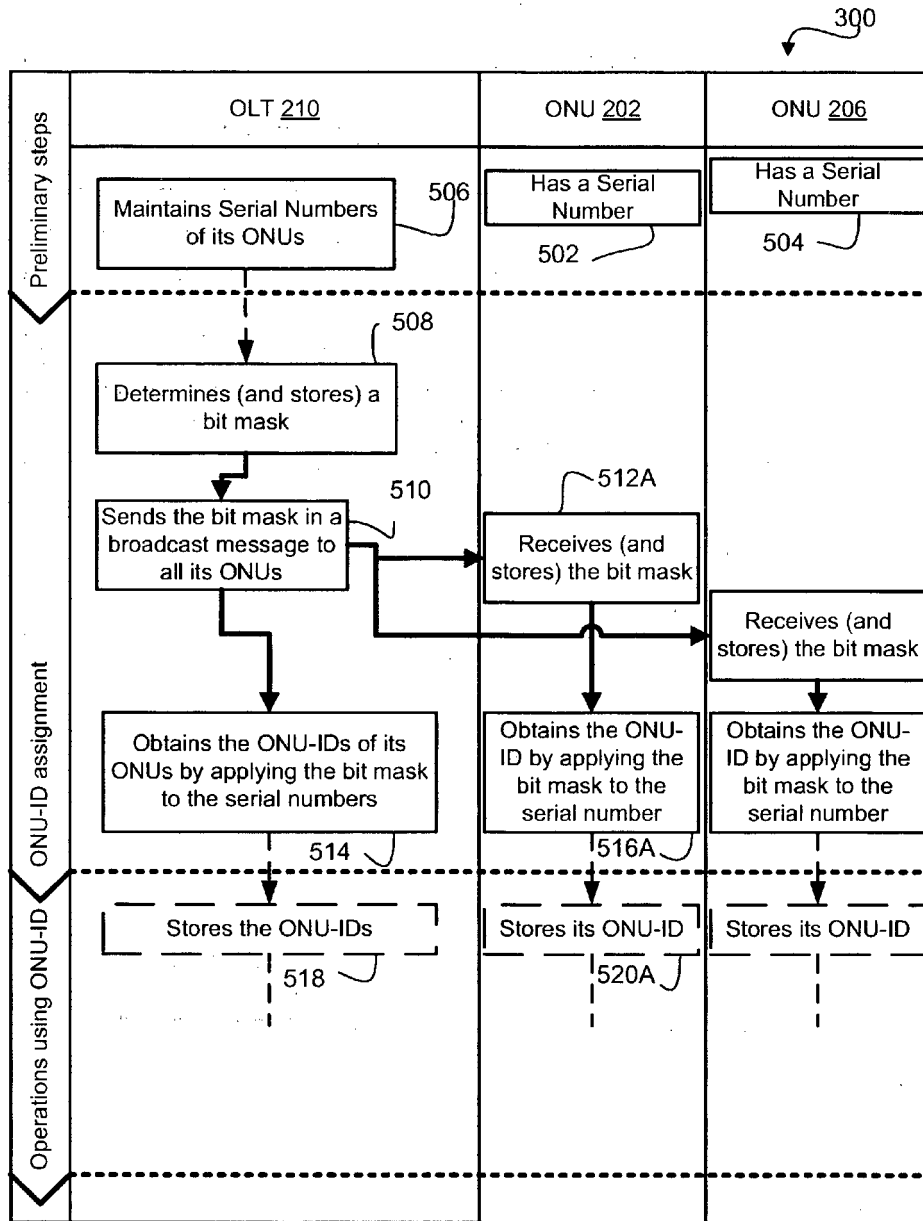 300
OLT 210
ONU 202
ONU 206
Preliminary steps
Maintains Serial Numbers
of its ONUs
506
Has a Serial
Number
502
Has a Serial
Number
504
ONU-ID assignment
508
Determines (and stores) a
bit mask
510
Sends the bit mask in a
broadcast message to
all its ONUs
512A
Receives (and
stores) the bit mask
Receives (and
stores) the bit mask
Obtains the ONU-IDs of its
ONUs by applying the bit mask
to the serial numbers
514
Obtains the ONU-
ID by applying the
bit mask to the
serial number
516A
Obtains the ONU-
ID by applying the
bit mask to the
serial number
Operations using ONU-ID
Stores the ONU-IDs
518
Stores its ONU-ID
520A
Stores its ONU-ID